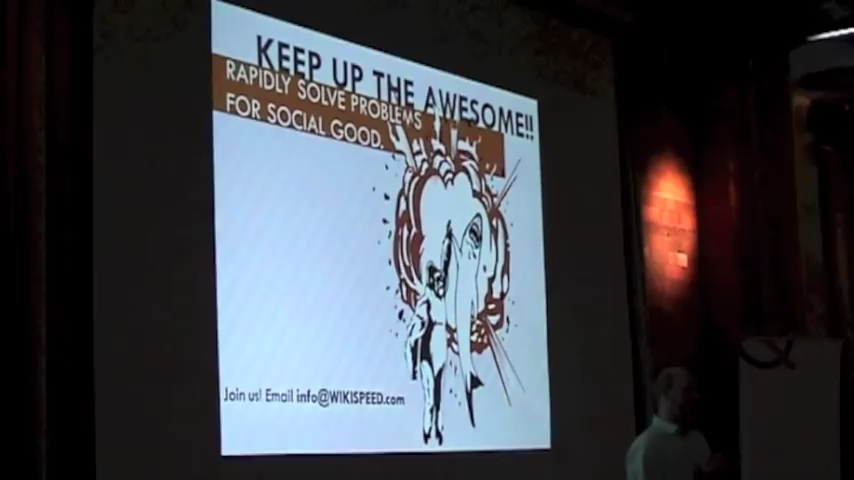 KEEP UP THE AWESOME!!
RAPIDLY SOLVE PROBLEMS
FOR SOCIAL GOOD.
Join us! Email info@WIKISPEED.com